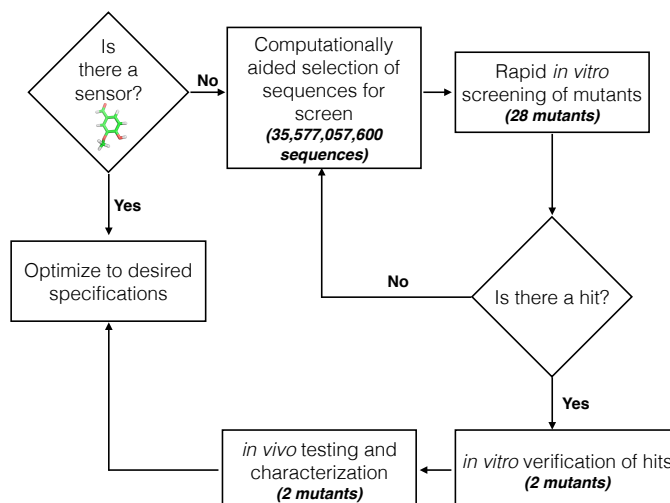 Is
there a
sensor?
No
Computationally
aided selection of
sequences for
screen
(35,577,057,600
sequences)
Rapid in vitro
screening of mutants
(28 mutants)
Yes
Optimize to desired
specifications
No
Is there a hit?
Yes
in vivo testing and
characterization
(2 mutants)
in vitro verification of hits
(2 mutants)